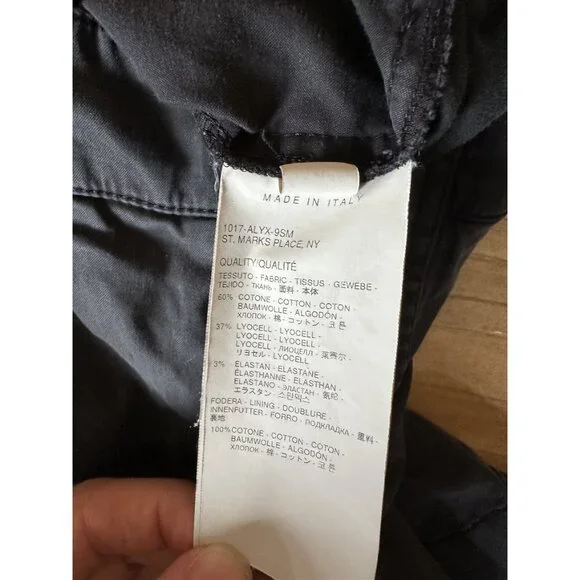 MADE IN ITALY
1017-ALYX-9SM
ST. MARKS PLACE, NY
QUALITY/QUALITÉ
TESSUTO - FABRIC - TISSUS - GEWEBE -
TEJIDO - ТКАНЬ - 面料 - 本体
60% COTONE - COTTON - COTON -
BAUMWOLLE - ALGODÓN -
ХЛОПОК - 棉 - コットン - 코튼
37% LYOCELL - LYOCELL -
LYOCELL - LYOCELL -
LYOCELL - ЛИОЦЕЛЛ - 莱赛尔 -
リヨセル - LYOCELL
3% ELASTAN - ELASTANE -
ÉLASTHANNE - ELASTHAN -
ELASTANO - ЭЛАСТАН - 氨纶 -
エラスタン - 스판덱스
FODERA - LINING - DOUBLURE -
INNENFUTTER - FORRO - ПОДКЛАДКА - 里料 -
裏地
100% COTONE - COTTON - COTON -
BAUMWOLLE - ALGODÓN -
ХЛОПОК - 棉 - コットン - 코튼